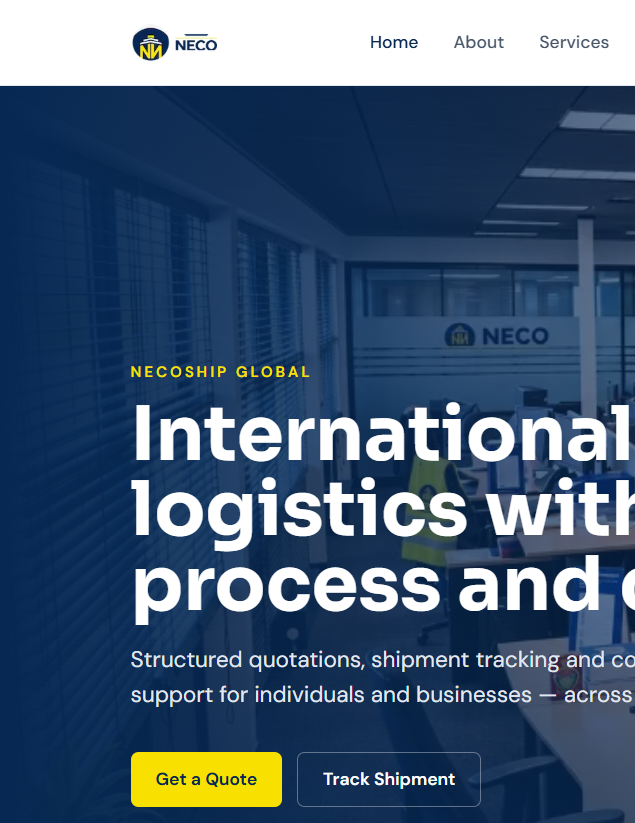 NECO
Home About Services
NECO
NECOSHIP GLOBAL
International
logistics with
process and
Structured quotations, shipment tracking and co
support for individuals and businesses — across
Get a Quote Track Shipment